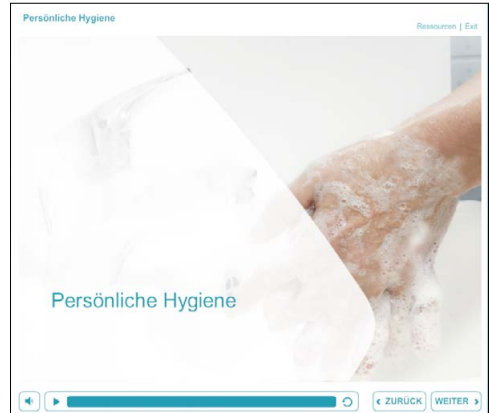 Persönliche Hygiene
Ressourcen | Exit
Persönliche Hygiene
ZURÜCK WEITER